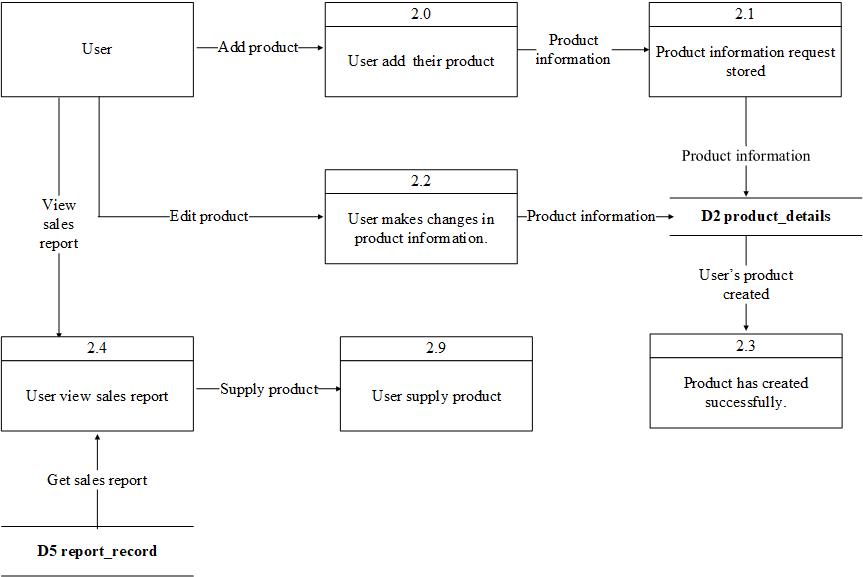 User
Add product
2.0
User add their product
Product
information
2.1
Product information request
stored
Product information
View
sales
report
Edit product
2.2
User makes changes in
product information.
Product information
D2 product_details
User's product
created
2.4
User view sales report
Supply product
2.9
User supply product
2.3
Product has created
successfully.
Get sales report
D5 report_record